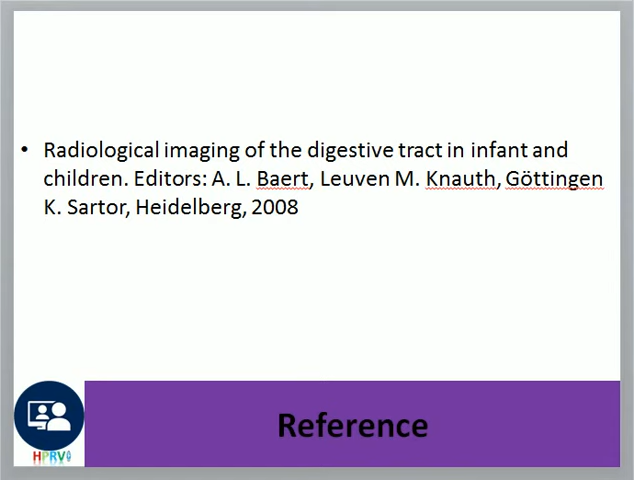 • Radiological imaging of the digestive tract in infant and
children. Editors: A. L. Baert, Leuven M. Knauth, Göttingen
K. Sartor, Heidelberg, 2008
Reference
HPRV